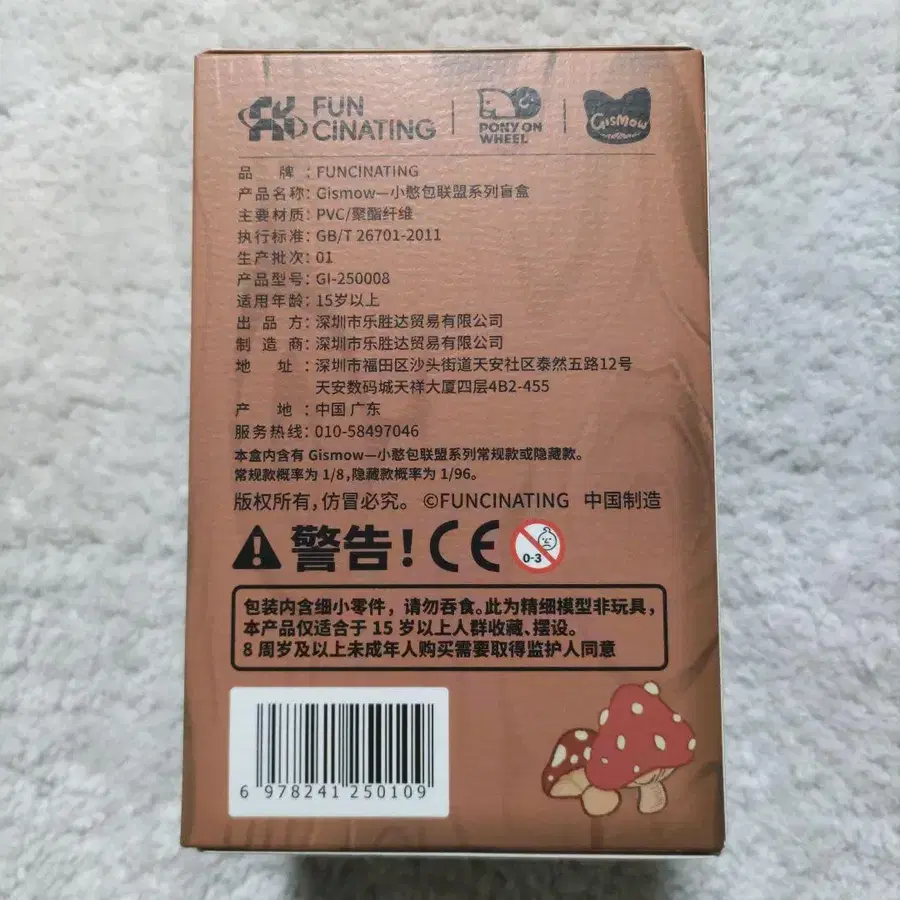 FUN CINATING
PONY ON WHEEL
GISMOW
品 牌：FUNCINATING
产品名称：Gismow—小憨包联盟系列盲盒
主要材质：PVC/聚酯纤维
执行标准：GB/T 26701-2011
生产批次：01
产品型号：GI-250008
适用年龄：15岁以上
出 品 方：深圳市乐胜达贸易有限公司
制 造 商：深圳市乐胜达贸易有限公司
地 址：深圳市福田区沙头街道天安社区泰然五路12号
天安数码城天祥大厦四层4B2-455
产 地：中国 广东
服务热线：010-58497046
本盒内含有 Gismow—小憨包联盟系列常规款或隐藏款。
常规款概率为 1/8,隐藏款概率为 1/96。
版权所有,仿冒必究。 ©FUNCINATING 中国制造
警告! CE 0-3
包装内含细小零件，请勿吞食。此为精细模型非玩具，
本产品仅适合于 15 岁以上人群收藏、摆设。
8 周岁及以上未成年人购买需要取得监护人同意
6 978241 250109